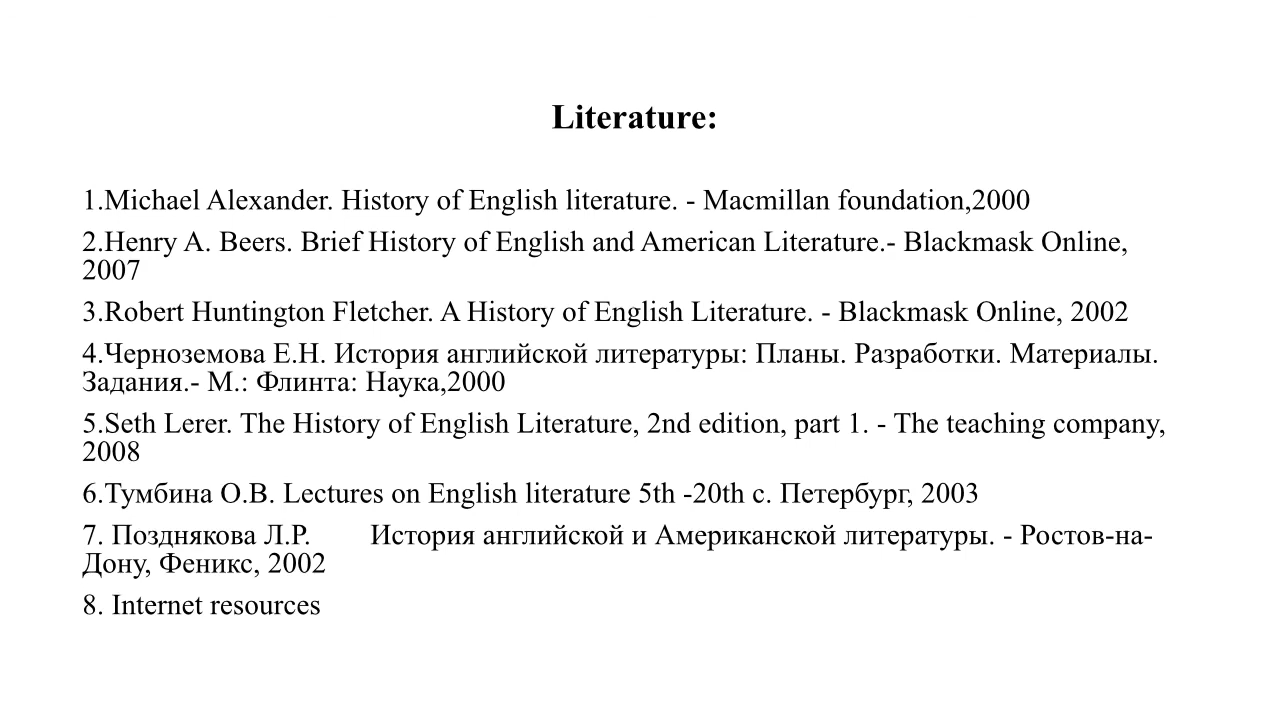 Literature:
1.Michael Alexander. History of English literature. - Macmillan foundation,2000
2.Henry A. Beers. Brief History of English and American Literature.- Blackmask Online,
2007
3.Robert Huntington Fletcher. A History of English Literature. - Blackmask Online, 2002
4.Черноземова Е.Н. История английской литературы: Планы. Разработки. Материалы.
Задания.- М.: Флинта: Наука,2000
5.Seth Lerer. The History of English Literature, 2nd edition, part 1. - The teaching company,
2008
6.Тумбина О.В. Lectures on English literature 5th -20th c. Петербург, 2003
7. Позднякова Л.Р. История английской и Американской литературы. - Ростов-на-
Дону, Феникс, 2002
8. Internet resources